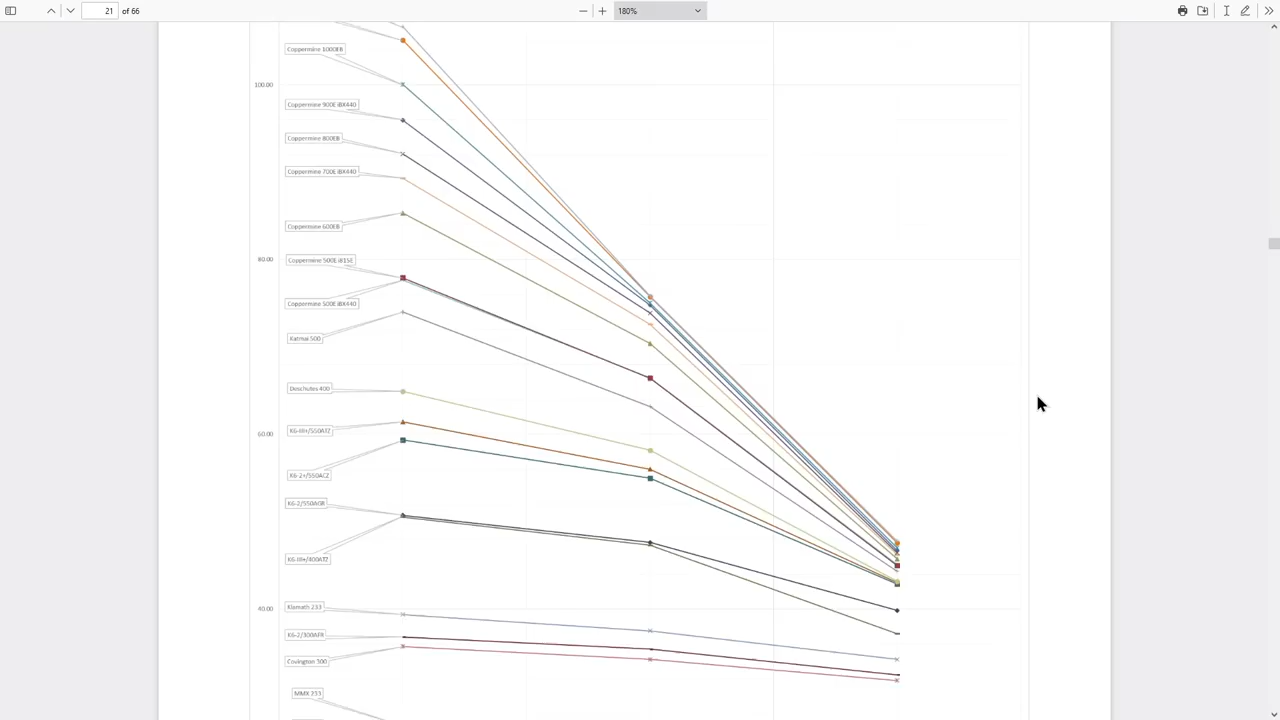 21 of 66
180%
Coppermine 1000EB
100.00
Coppermine 900E iBX440
Coppermine 800EB
Coppermine 700E iBX440
Coppermine 600EB
80.00
Coppermine 500E i815E
Coppermine 500E iBX440
Katmai 500
Deschutes 400
60.00
K6-III+/550ATZ
K6-2+/550ACZ
K6-2/550AGR
K6-III+/400ATZ
40.00
Klamath 233
K6-2/300AFR
Covington 300
MMX 233